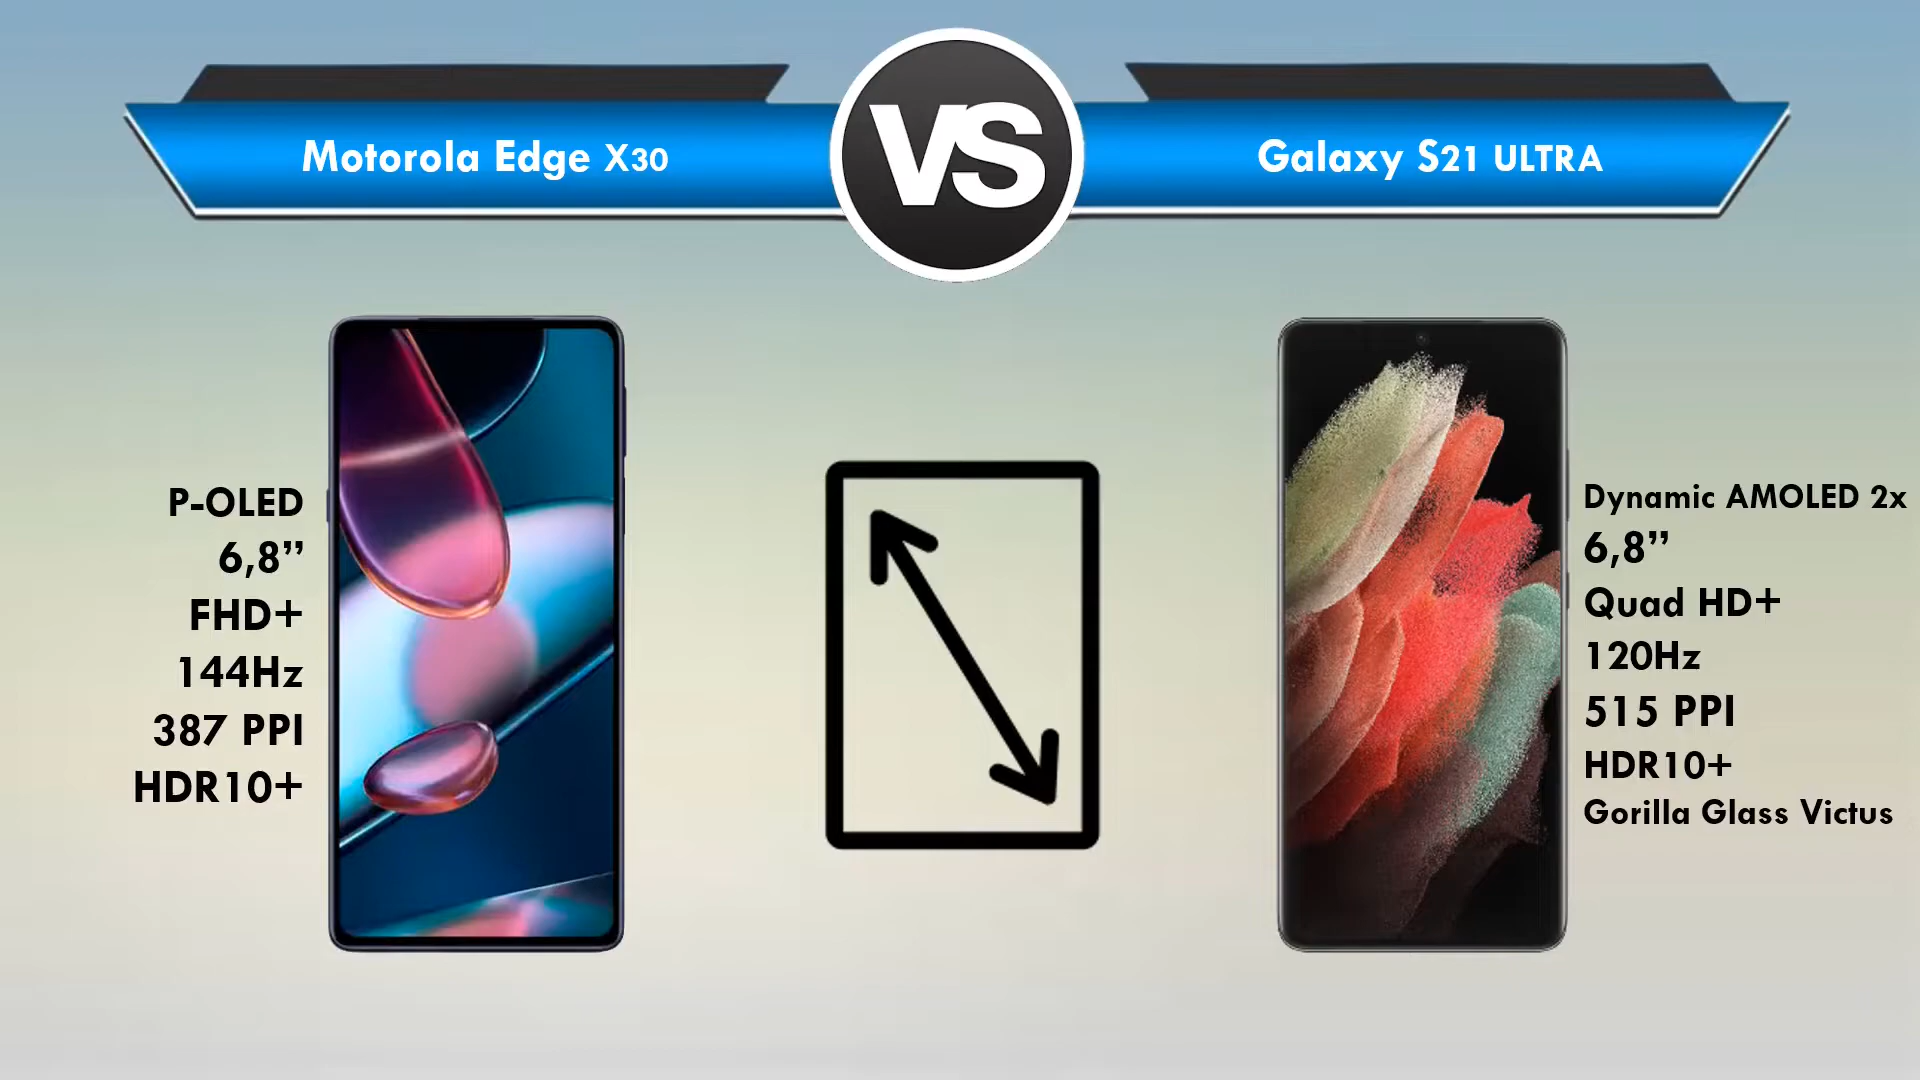 Motorola Edge X30
VS
Galaxy S21 ULTRA
P-OLED
6,8”
FHD+
144Hz
387 PPI
HDR10+
Dynamic AMOLED 2x
6,8”
Quad HD+
120Hz
515 PPI
HDR10+
Gorilla Glass Victus